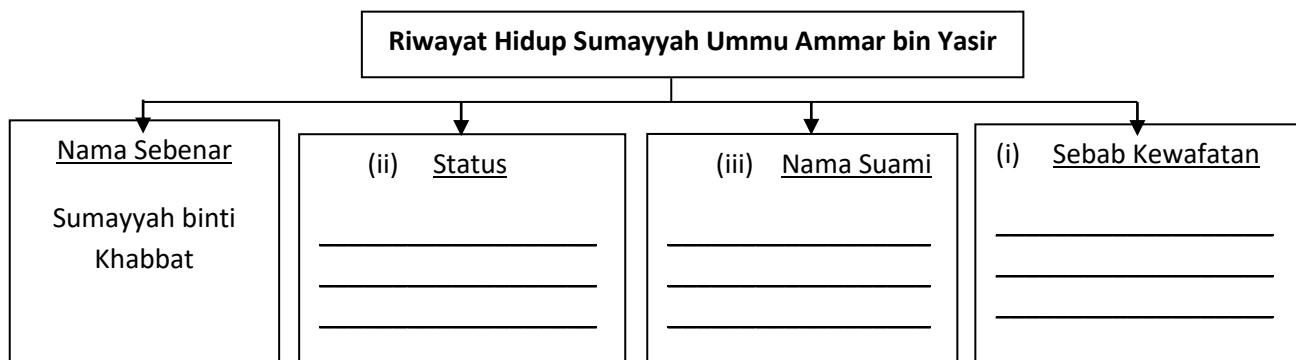 Riwayat Hidup Sumayyah Ummu Ammar bin Yasir
Nama Sebenar
Sumayyah binti
Khabbat
(ii) Status
(iii) Nama Suami
(i) Sebab Kewafatan